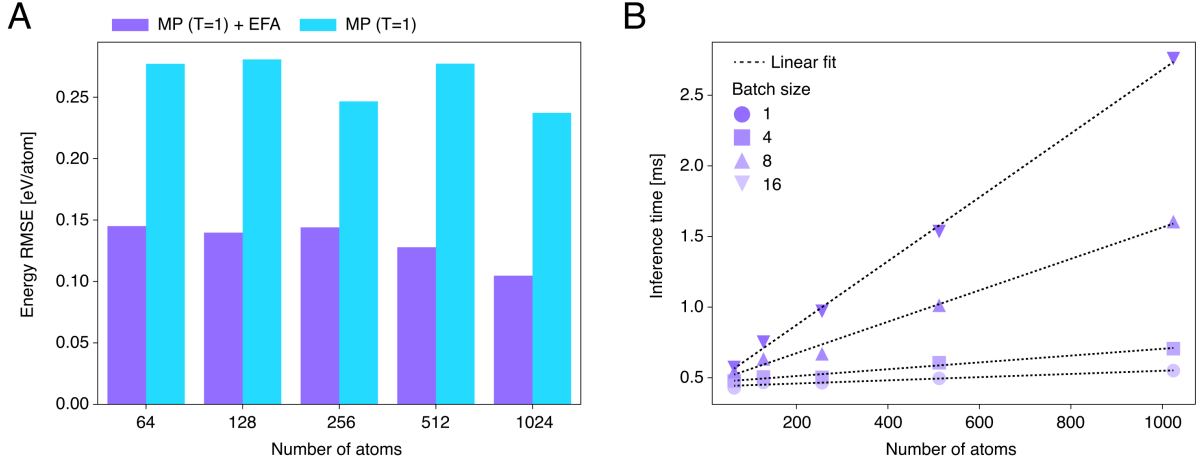 A
MP (T=1) + EFA
MP (T=1)
Energy RMSE [eV/atom]
0.25
0.20
0.15
0.10
0.05
0.00
64
128
256
512
1024
Number of atoms
B
Linear fit
Batch size
1
4
8
16
Inference time [ms]
2.5
2.0
1.5
1.0
0.5
200
400
600
800
1000
Number of atoms